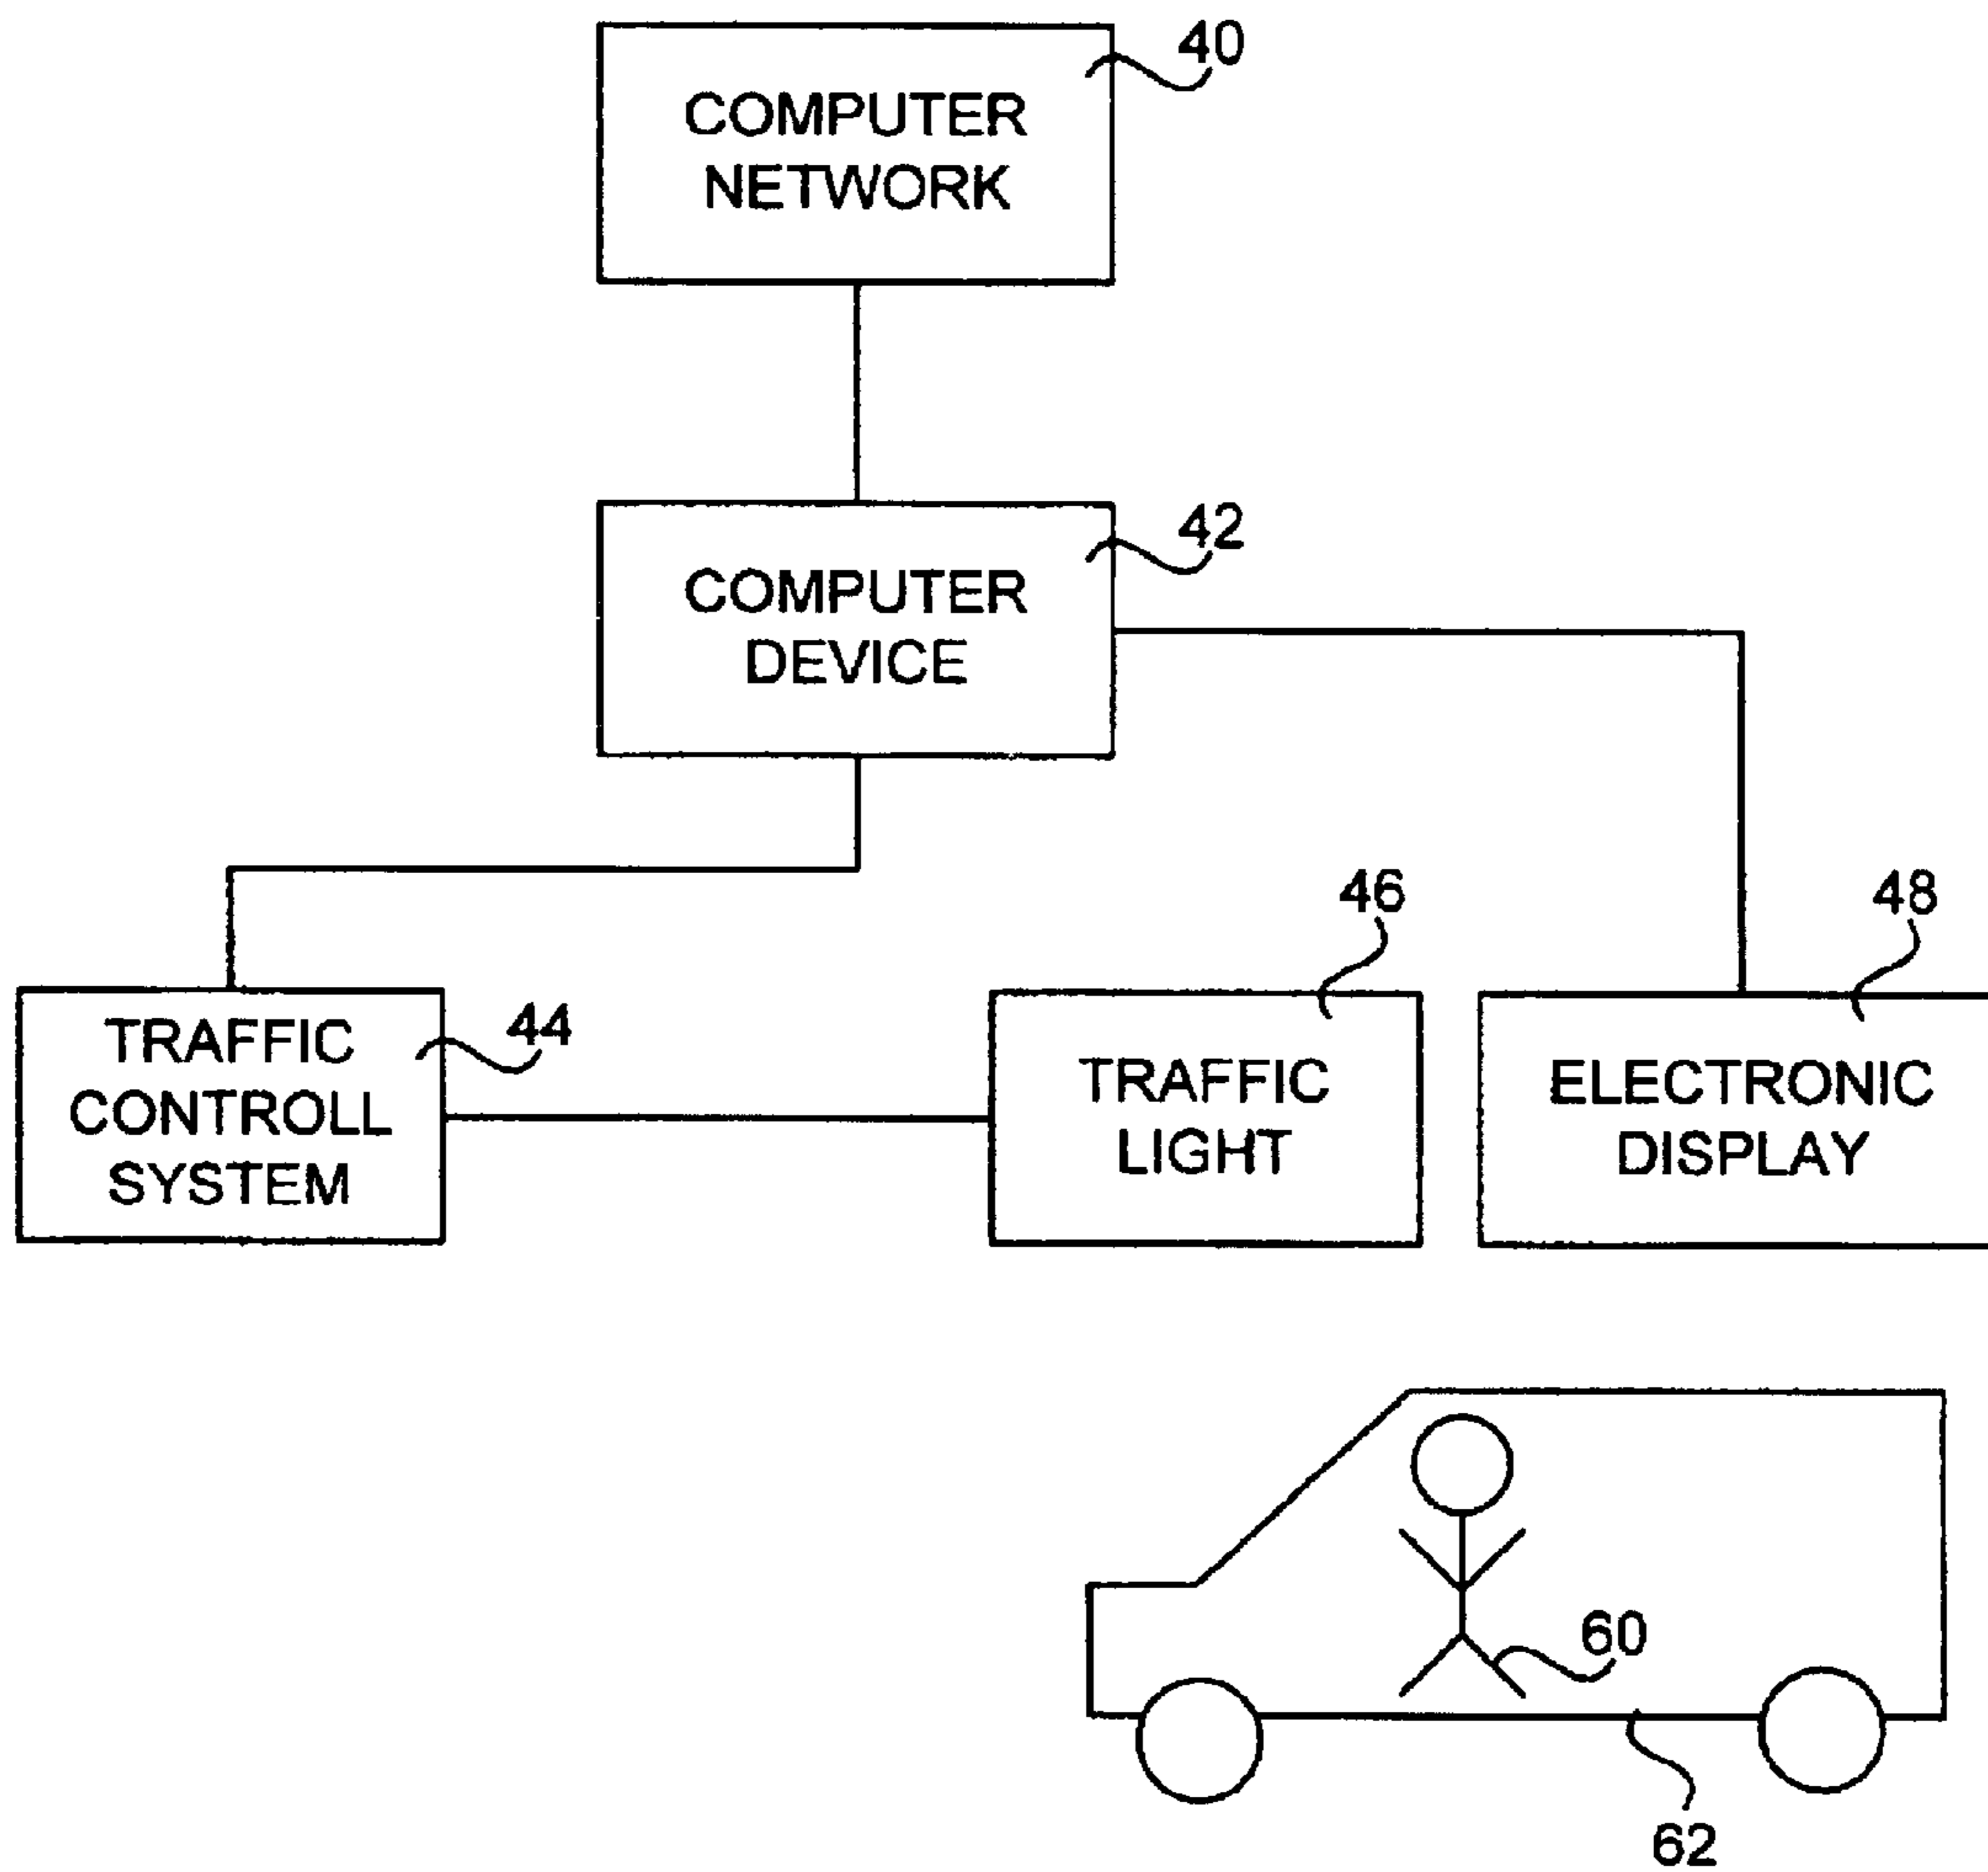 40
COMPUTER
NETWORK
42
COMPUTER
DEVICE
46
48
TRAFFIC
CONTROLL
SYSTEM
44
TRAFFIC
LIGHT
ELECTRONIC
DISPLAY
60
62